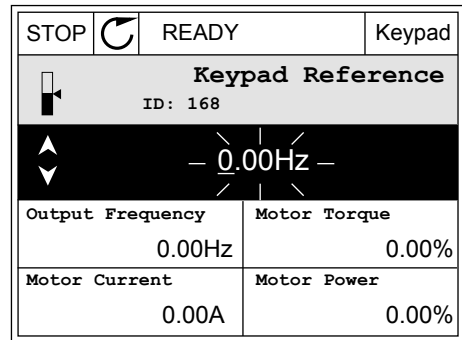 STOP READY Keypad
Keypad Reference
ID: 168
0.00Hz
Output Frequency Motor Torque
0.00Hz 0.00%
Motor Current Motor Power
0.00A 0.00%